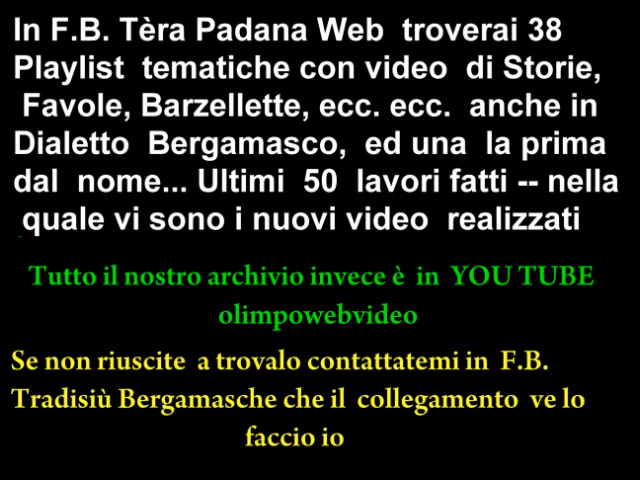 In F.B. Tèra Padana Web troverai 38
Playlist tematiche con video di Storie,
Favole, Barzellette, ecc. ecc. anche in
Dialetto Bergamasco, ed una la prima
dal nome... Ultimi 50 lavori fatti -- nella
quale vi sono i nuovi video realizzati
Tutto il nostro archivio invece è in YOU TUBE
olimpowebvideo
Se non riuscite a trovalo contattatemi in F.B.
Tradisiù Bergamasche che il collegamento ve lo
faccio io